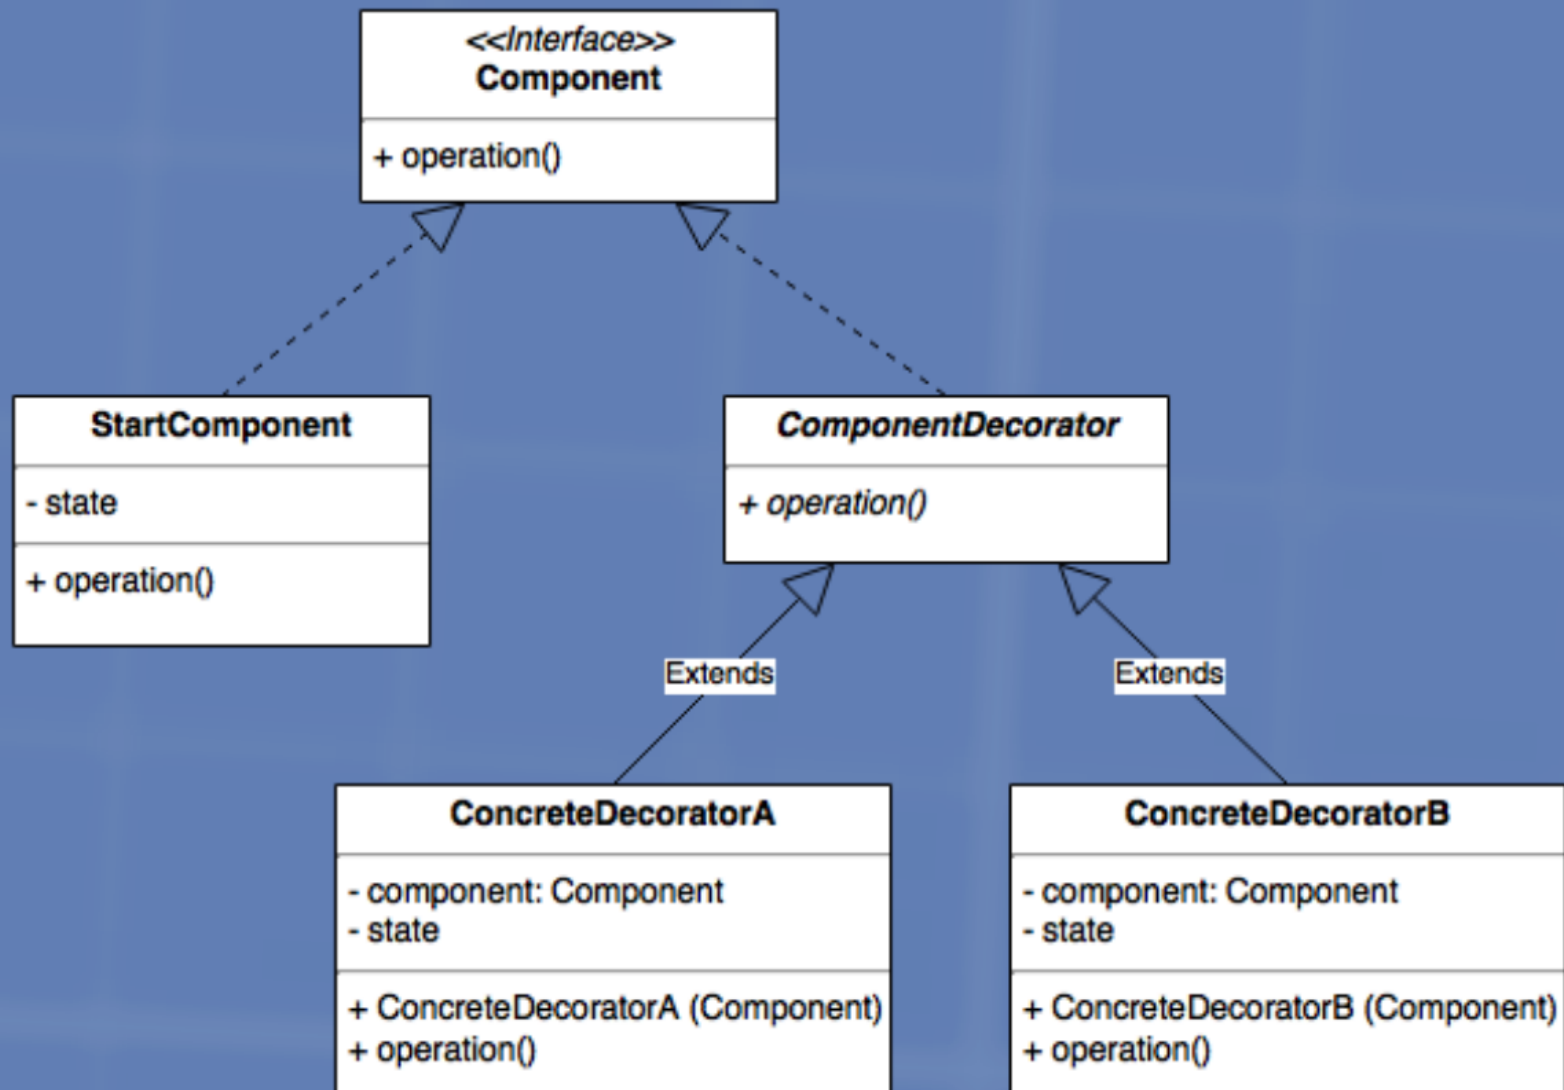 <<Interface>>
Component
+ operation()
StartComponent
- state
+ operation()
ComponentDecorator
+ operation()
Extends
Extends
ConcreteDecoratorA
- component: Component
- state
+ ConcreteDecoratorA (Component)
+ operation()
ConcreteDecoratorB
- component: Component
- state
+ ConcreteDecoratorB (Component)
+ operation()